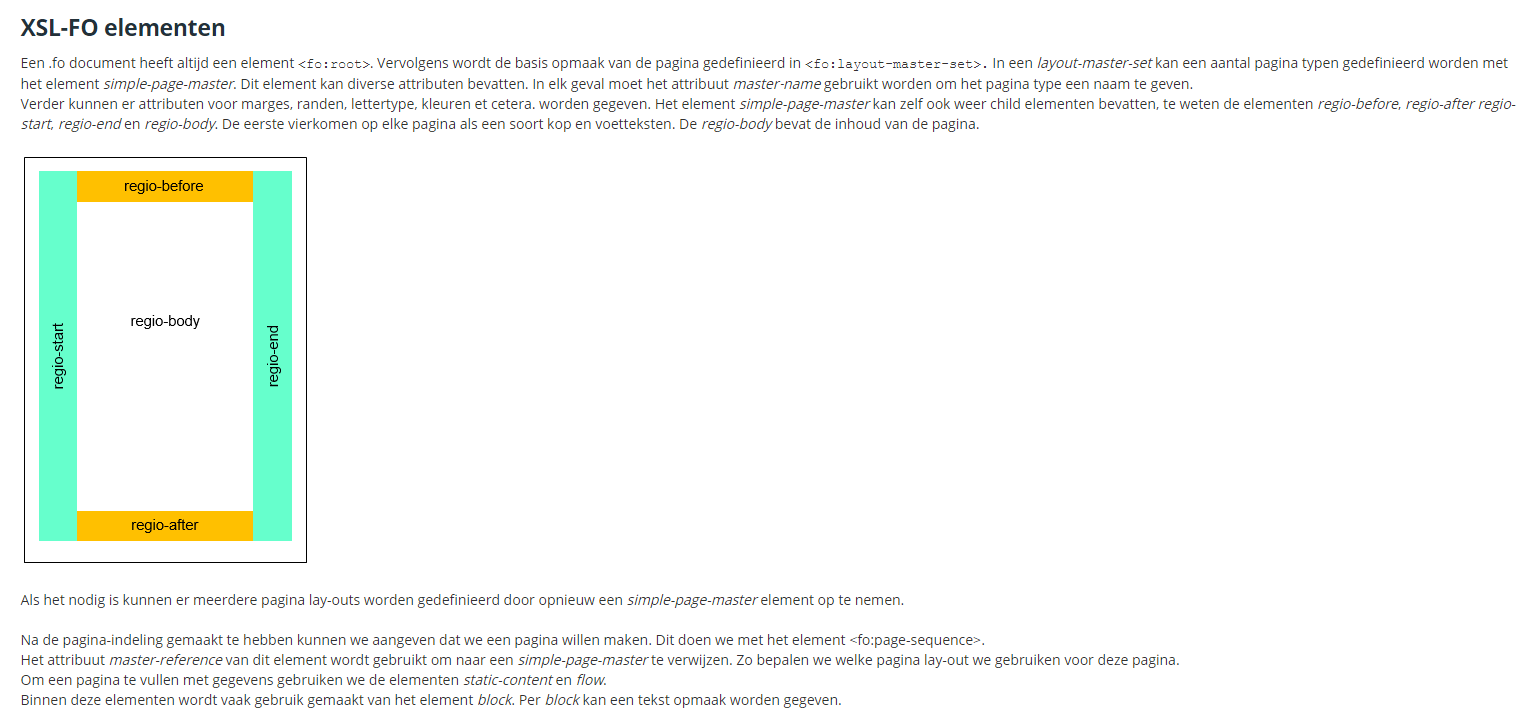 XSL-FO elementen
Een .fo document heeft altijd een element <fo:root>. Vervolgens wordt de basis opmaak van de pagina gedefinieerd in <fo:layout-master-set>. In een layout-master-set kan een aantal pagina typen gedefinieerd worden met
het element simple-page-master. Dit element kan diverse attributen bevatten. In elk geval moet het attribuut master-name gebruikt worden om het pagina type een naam te geven.
Verder kunnen er attributen voor marges, randen, lettertype, kleuren et cetera. worden gegeven. Het element simple-page-master kan zelf ook weer child elementen bevatten, te weten de elementen regio-before, regio-after regio-
start, regio-end en regio-body. De eerste vierkomen op elke pagina als een soort kop en voetteksten. De regio-body bevat de inhoud van de pagina.
regio-before
regio-start
regio-body
regio-end
regio-after
Als het nodig is kunnen er meerdere pagina lay-outs worden gedefinieerd door opnieuw een simple-page-master element op te nemen.
Na de pagina-indeling gemaakt te hebben kunnen we aangeven dat we een pagina willen maken. Dit doen we met het element <fo:page-sequence>.
Het attribuut master-reference van dit element wordt gebruikt om naar een simple-page-master te verwijzen. Zo bepalen we welke pagina lay-out we gebruiken voor deze pagina.
Om een pagina te vullen met gegevens gebruiken we de elementen static-content en flow.
Binnen deze elementen wordt vaak gebruik gemaakt van het element block. Per block kan een tekst opmaak worden gegeven.